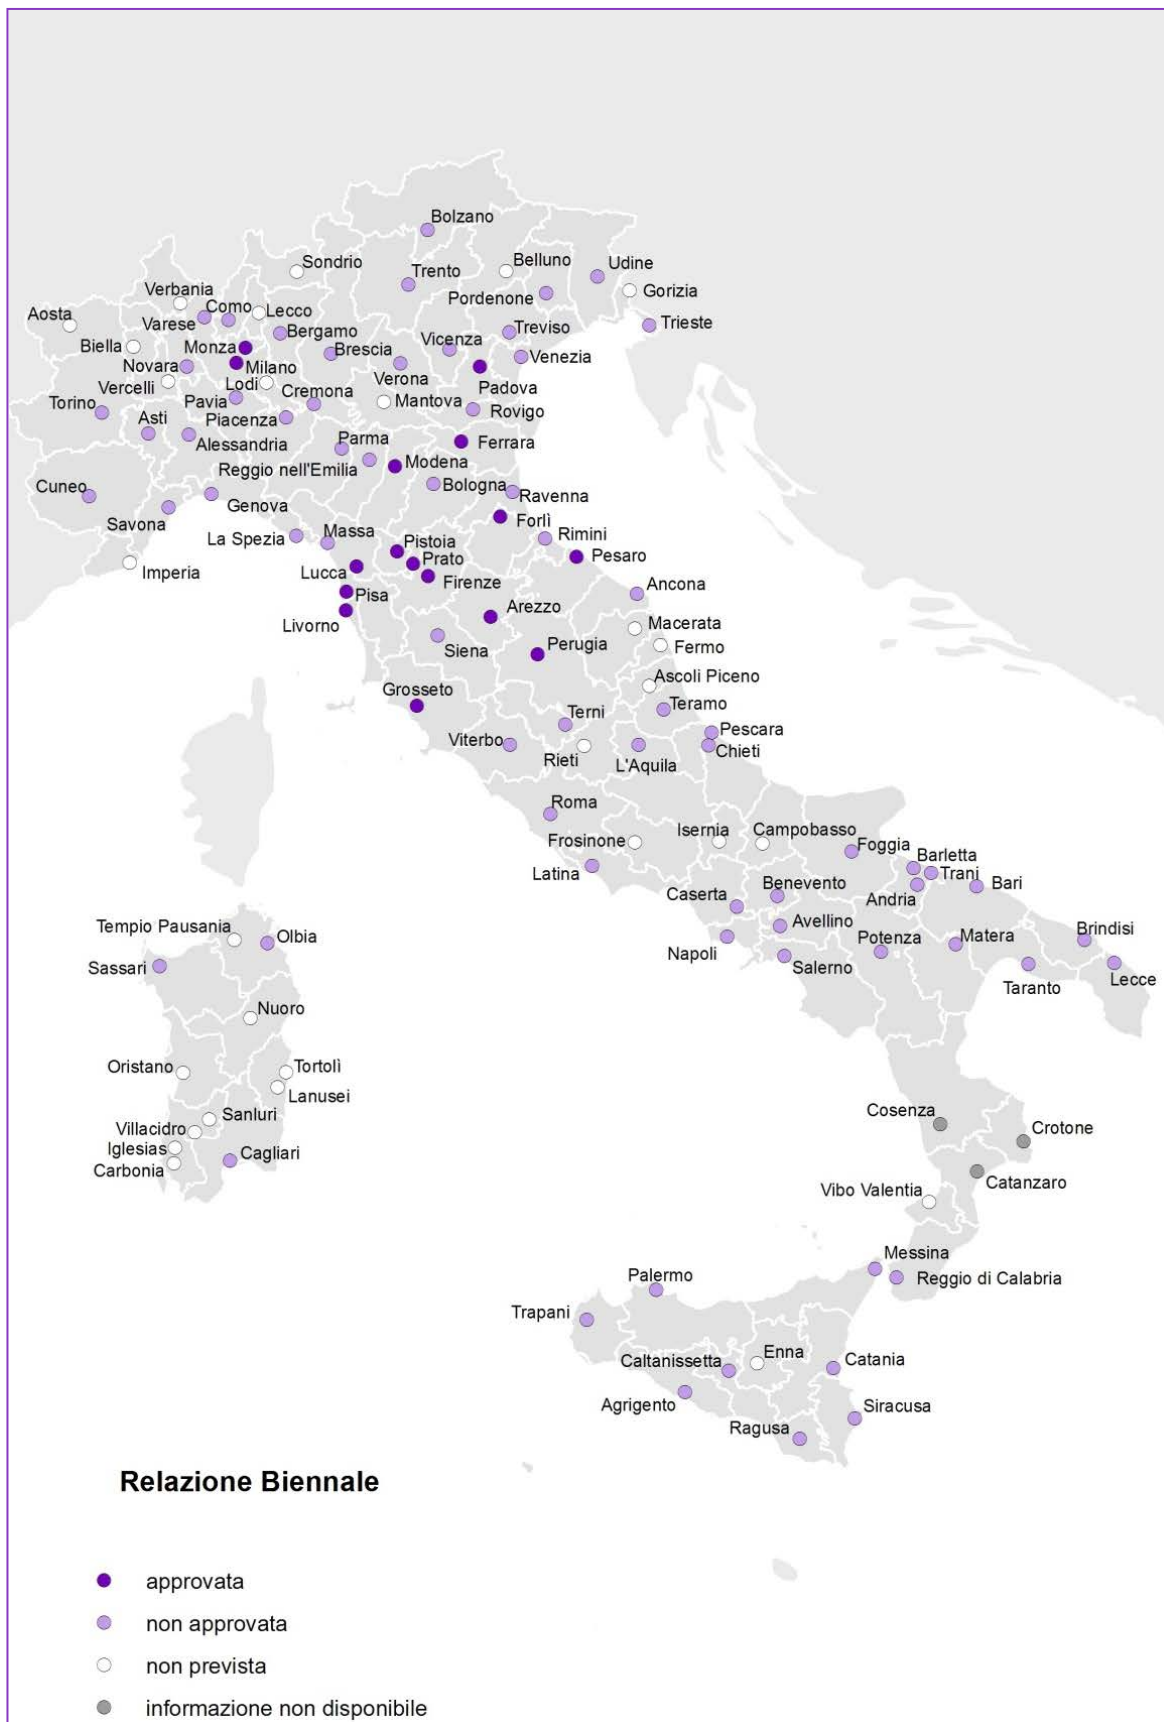 Bolzano
Sondrio
Belluno
Udine
Trento
Verbania
Pordenone
Gorizia
Aosta
Como
Lecco
Varese
Trieste
Bergamo
Treviso
Vicenza
Biella
Monza
Brescia
Venezia
Novara
Milano
Vercelli
Lodi
Verona
Padova
Cremona
Torino
Pavia
Mantova
Rovigo
Asti
Piacenza
Alessandria
Parma
Ferrara
Reggio nell'Emilia
Modena
Cuneo
Bologna
Ravenna
Genova
Savona
Forlì
La Spezia
Massa
Rimini
Pistoia
Pesaro
Imperia
Lucca
Prato
Firenze
Ancona
Pisa
Arezzo
Livorno
Macerata
Siena
Perugia
Fermo
Ascoli Piceno
Grosseto
Teramo
Terni
Pescara
Viterbo
Rieti
L'Aquila
Chieti
Roma
Frosinone
Isernia
Campobasso
Foggia
Barletta
Latina
Trani
Bari
Benevento
Caserta
Andria
Tempio Pausania
Olbia
Avellino
Brindisi
Napoli
Potenza
Matera
Sassari
Salerno
Lecce
Taranto
Nuoro
Oristano
Tortolì
Lanusei
Sanluri
Cosenza
Villacidro
Crotone
Iglesias
Cagliari
Carbonia
Catanzaro
Vibo Valentia
Messina
Palermo
Reggio di Calabria
Trapani
Enna
Caltanissetta
Catania
Agrigento
Siracusa
Ragusa
Relazione Biennale
approvata
non approvata
non prevista
informazione non disponibile